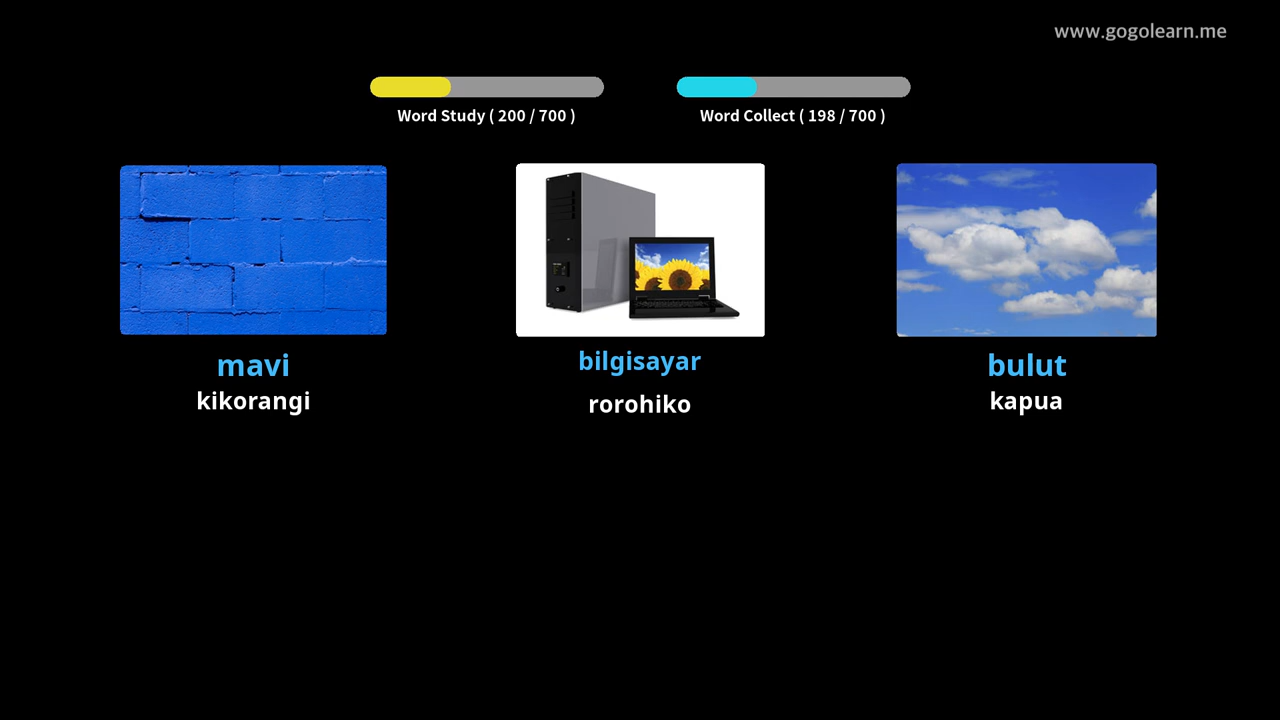 www.gogolearn.me
Word Study ( 200 / 700 )
Word Collect ( 198 / 700 )
mavi
kikorangi
bilgisayar
rorohiko
bulut
kapua